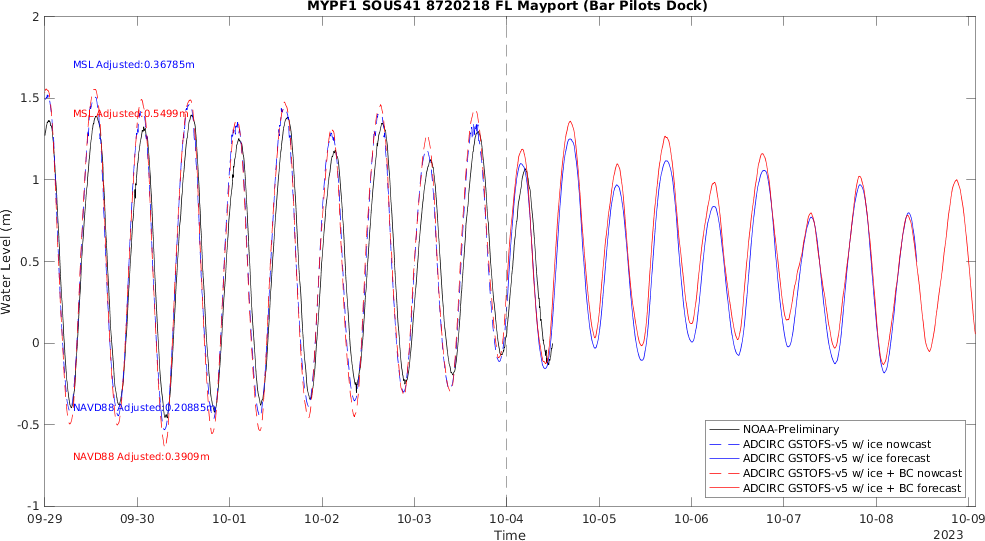 MYPF1 SOUS41 8720218 FL Mayport (Bar Pilots Dock)
Water Level (m)
2
1.5
1
0.5
0
-0.5
-1
MSL Adjusted:0.36785m
MSL Adjusted:0.5499m
NAVD88 Adjusted:0.20885m
NAVD88 Adjusted:0.3909m
NOAA-Preliminary
ADCIRC GSTOFS-v5 w/ ice nowcast
ADCIRC GSTOFS-v5 w/ ice forecast
ADCIRC GSTOFS-v5 w/ ice + BC nowcast
ADCIRC GSTOFS-v5 w/ ice + BC forecast
09-29 09-30 10-01 10-02 10-03 10-04 10-05 10-06 10-07 10-08 10-09
Time
2023